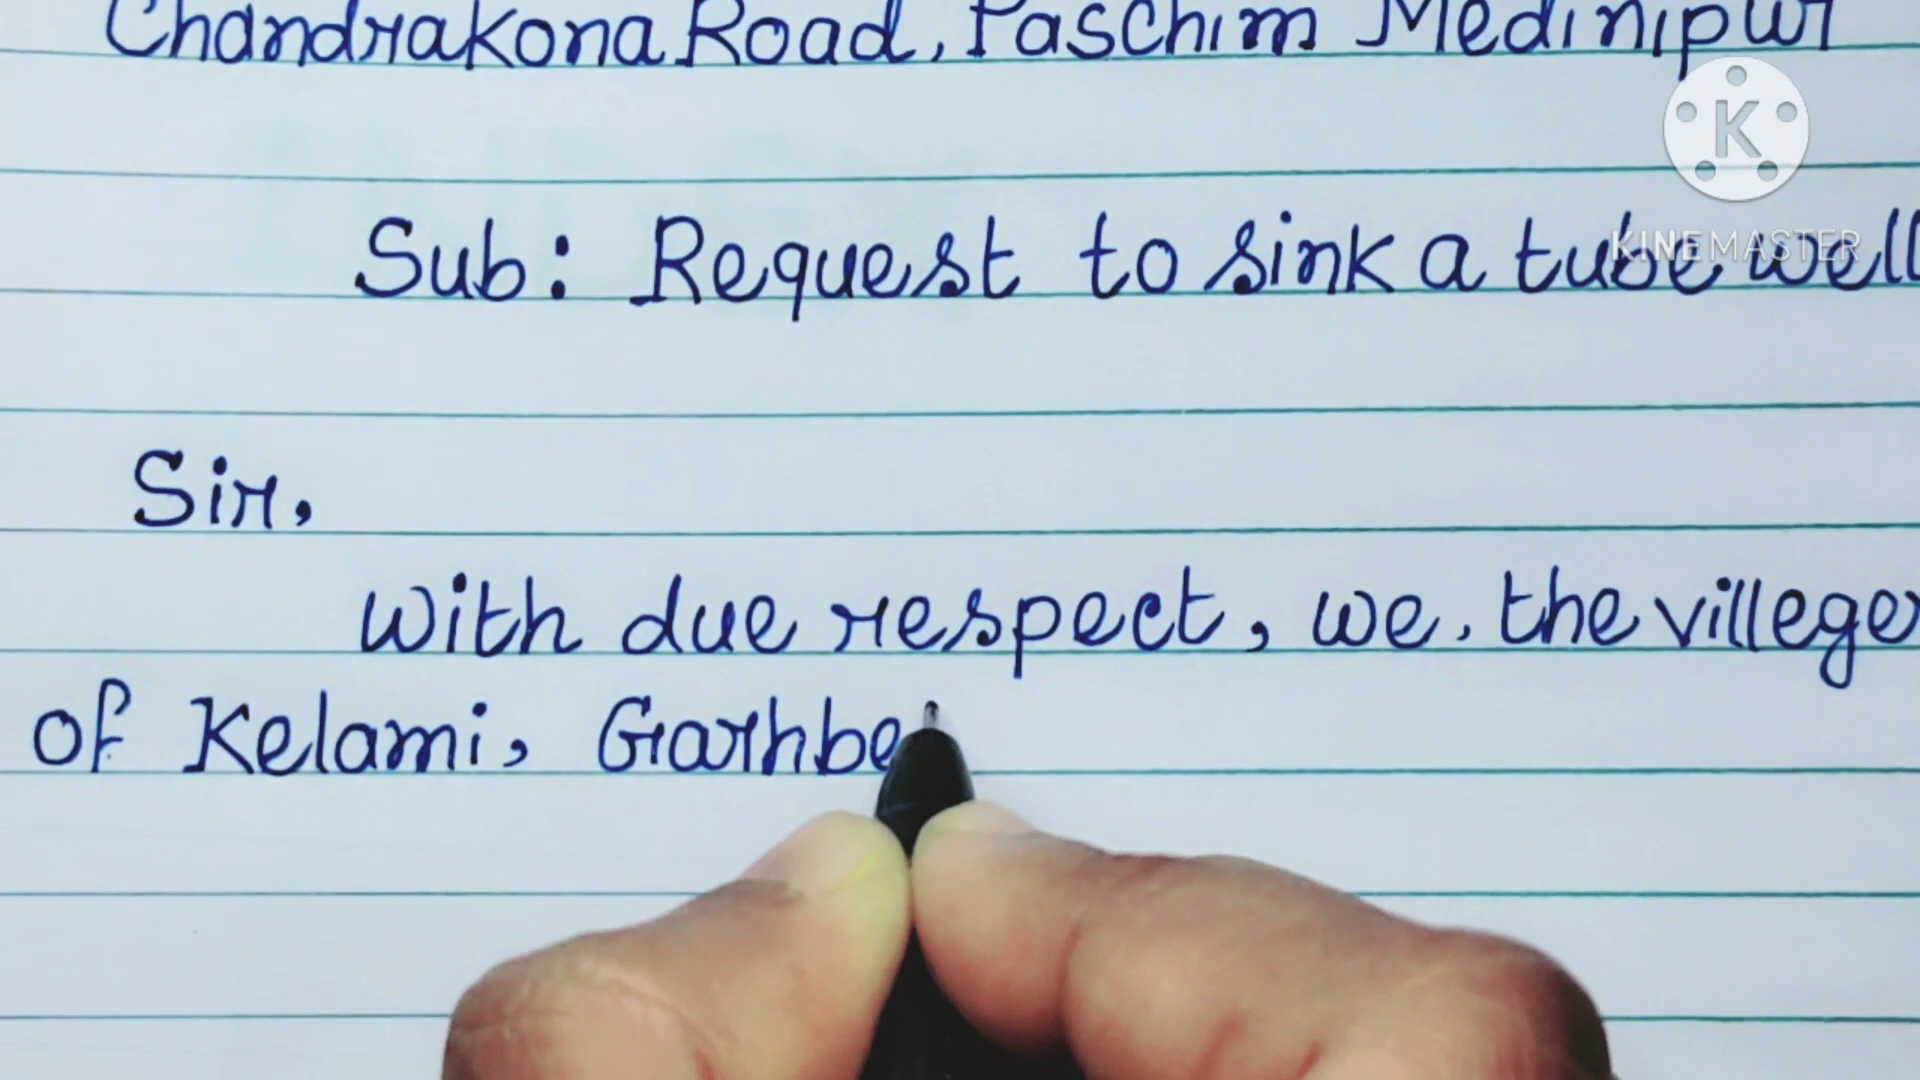 Chandrakona Road, Paschim Medinipur
K
KINEMASTER
Sub: Request to sink a tube well
Sir,
With due respect, we, the villeger
of Kelami, Garhbe